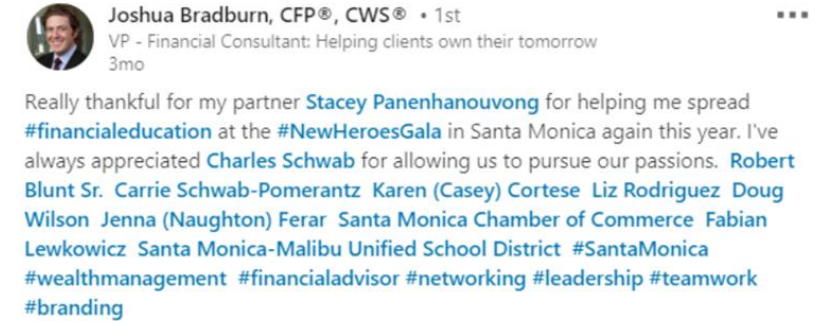 Joshua Bradburn, CFP®, CWS® • 1st
VP - Financial Consultant: Helping clients own their tomorrow
3mo
Really thankful for my partner Stacey Panenhanouvong for helping me spread
#financialeducation at the #NewHeroesGala in Santa Monica again this year. I've
always appreciated Charles Schwab for allowing us to pursue our passions. Robert
Blunt Sr. Carrie Schwab-Pomerantz Karen (Casey) Cortese Liz Rodriguez Doug
Wilson Jenna (Naughton) Ferar Santa Monica Chamber of Commerce Fabian
Lewkowicz Santa Monica-Malibu Unified School District #SantaMonica
#wealthmanagement #financialadvisor #networking #leadership #teamwork
#branding